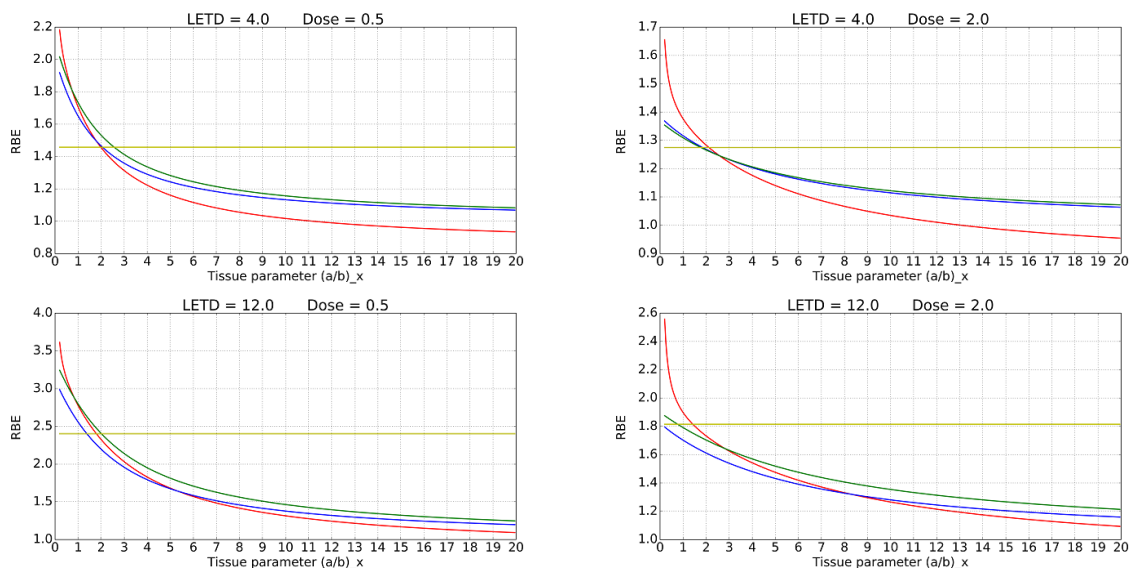 LETD = 4.0 Dose = 0.5
2.2
2.0
1.8
1.6
1.4
1.2
1.0
0.8
RBE
0 1 2 3 4 5 6 7 8 9 10 11 12 13 14 15 16 17 18 19 20
Tissue parameter (a/b)_x
LETD = 4.0 Dose = 2.0
1.7
1.6
1.5
1.4
1.3
1.2
1.1
1.0
0.9
RBE
0 1 2 3 4 5 6 7 8 9 10 11 12 13 14 15 16 17 18 19 20
Tissue parameter (a/b)_x
LETD = 12.0 Dose = 0.5
4.0
3.5
3.0
2.5
2.0
1.5
1.0
RBE
0 1 2 3 4 5 6 7 8 9 10 11 12 13 14 15 16 17 18 19 20
Tissue parameter (a/b)_x
LETD = 12.0 Dose = 2.0
2.6
2.4
2.2
2.0
1.8
1.6
1.4
1.2
1.0
RBE
0 1 2 3 4 5 6 7 8 9 10 11 12 13 14 15 16 17 18 19 20
Tissue parameter (a/b)_x